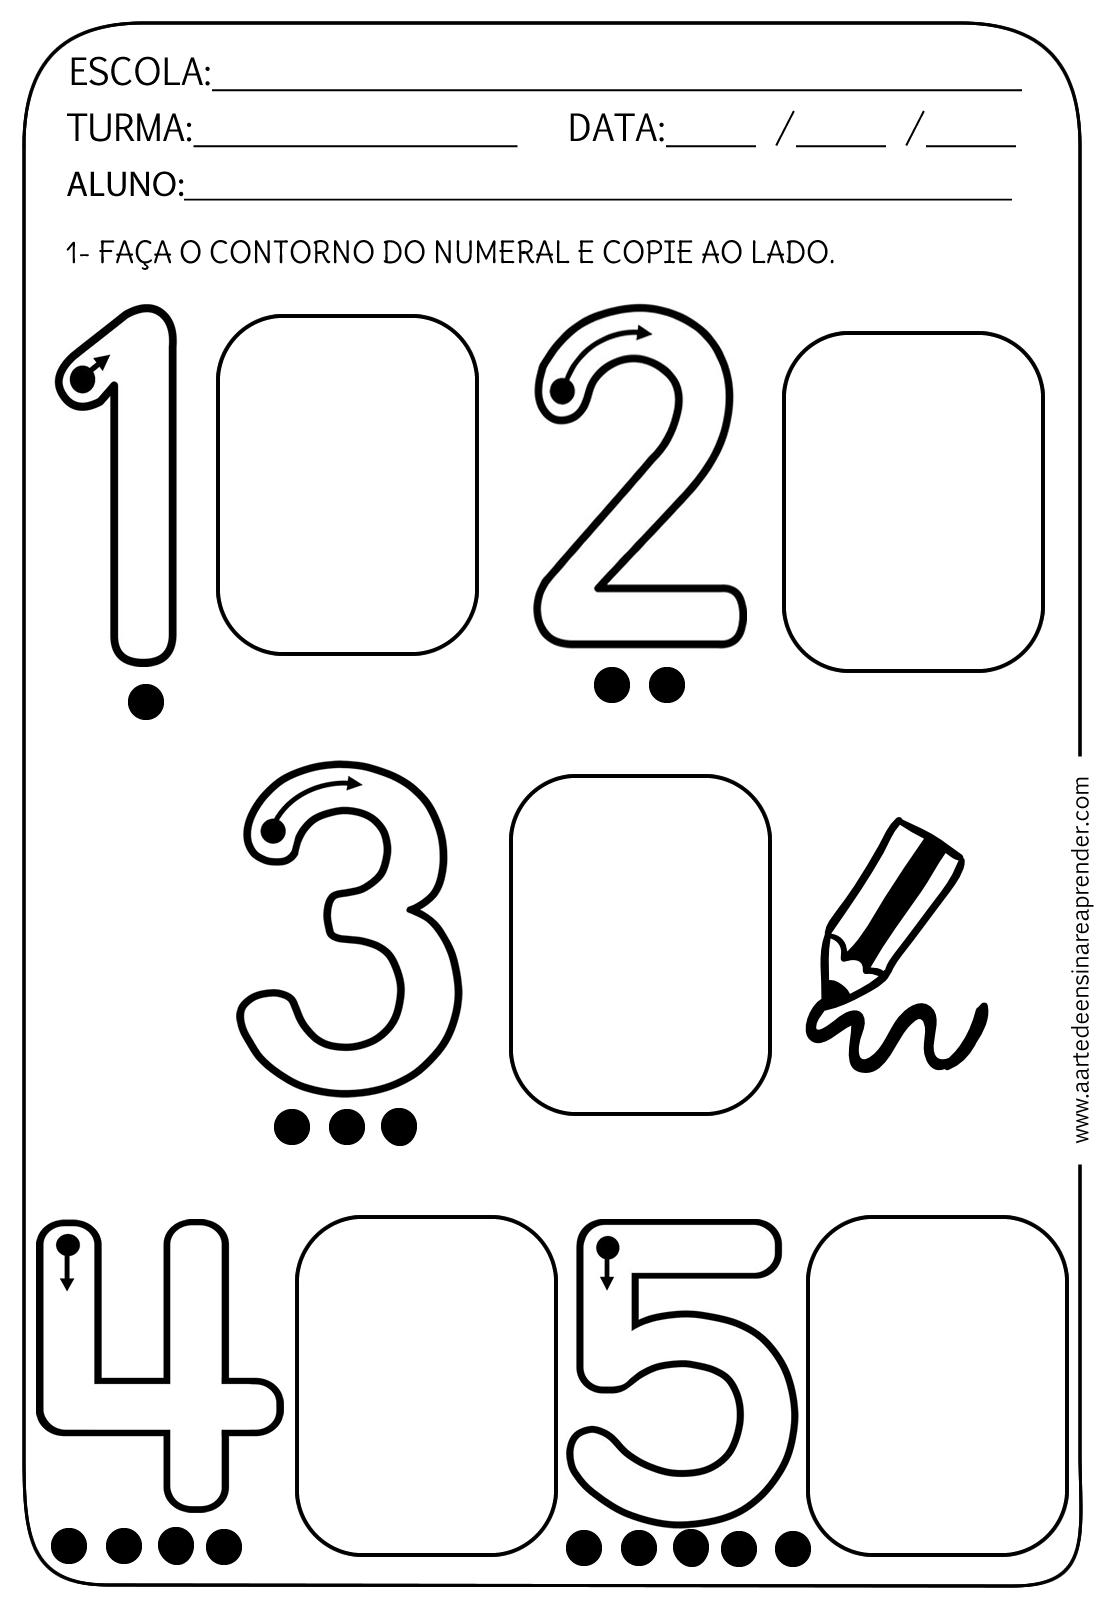 ESCOLA:
TURMA: DATA: / /
ALUNO:
1- FAÇA O CONTORNO DO NUMERAL E COPIE AO LADO.
1 2
3
www.aartedeensinareaprender.com
4 5